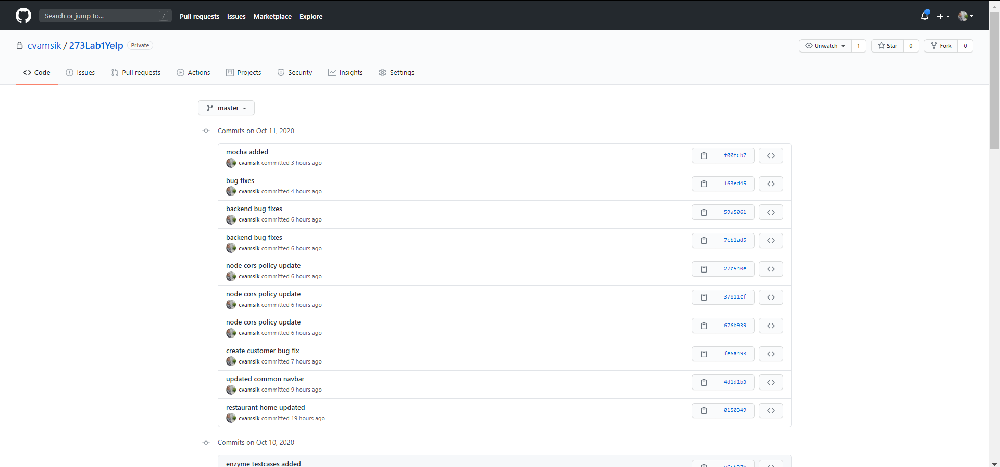 Search or jump to... / Pull requests Issues Marketplace Explore
cvamsik / 273Lab1Yelp Private Unwatch 1 Star 0 Fork 0
Code Issues Pull requests Actions Projects Security Insights Settings
master
Commits on Oct 11, 2020
mocha added
cvamsik committed 3 hours ago f00fcb7
bug fixes
cvamsik committed 4 hours ago f63ed45
backend bug fixes
cvamsik committed 6 hours ago 59a5061
backend bug fixes
cvamsik committed 6 hours ago 7cb1ad5
node cors policy update
cvamsik committed 6 hours ago 27c540e
node cors policy update
cvamsik committed 6 hours ago 37811cf
node cors policy update
cvamsik committed 6 hours ago 676b939
create customer bug fix
cvamsik committed 7 hours ago fe6a493
updated common navbar
cvamsik committed 9 hours ago 4d1d1b3
restaurant home updated
cvamsik committed 19 hours ago 0150349
Commits on Oct 10, 2020
enzyme testcases added